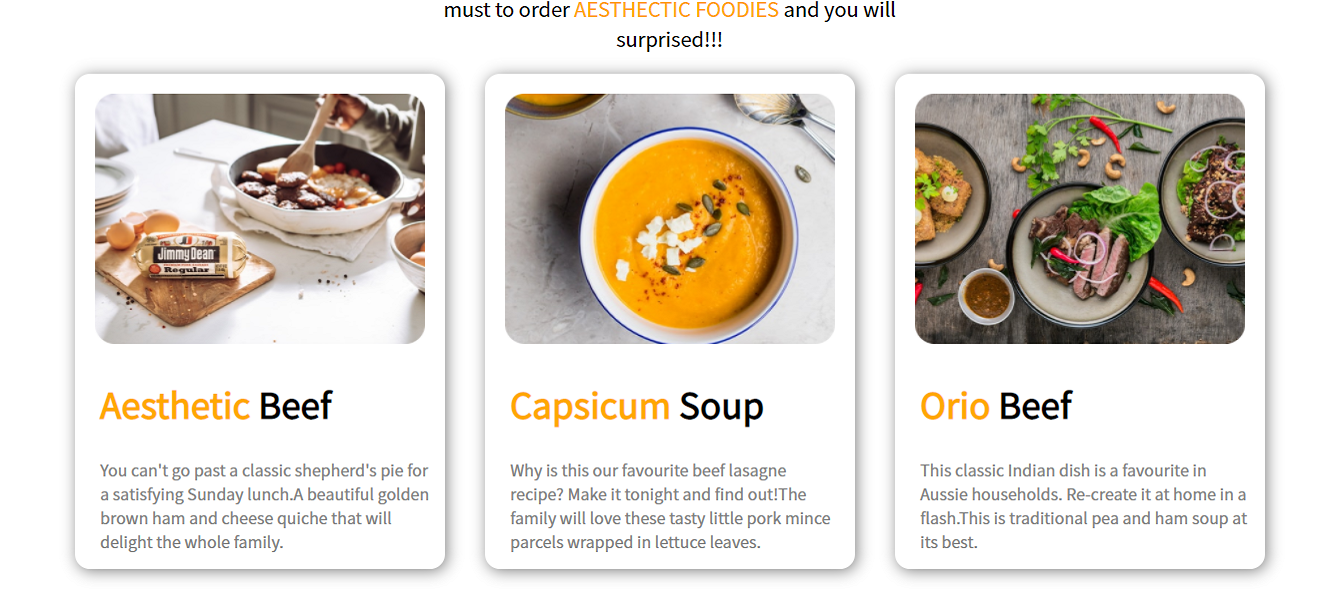 must to order AESTHECTIC FOODIES and you will
surprised!!!
Jimmy Dean
Regular
Aesthetic Beef
You can't go past a classic shepherd's pie for
a satisfying Sunday lunch.A beautiful golden
brown ham and cheese quiche that will
delight the whole family.
Capsicum Soup
Why is this our favourite beef lasagne
recipe? Make it tonight and find out!The
family will love these tasty little pork mince
parcels wrapped in lettuce leaves.
Orio Beef
This classic Indian dish is a favourite in
Aussie households. Re-create it at home in a
flash.This is traditional pea and ham soup at
its best.